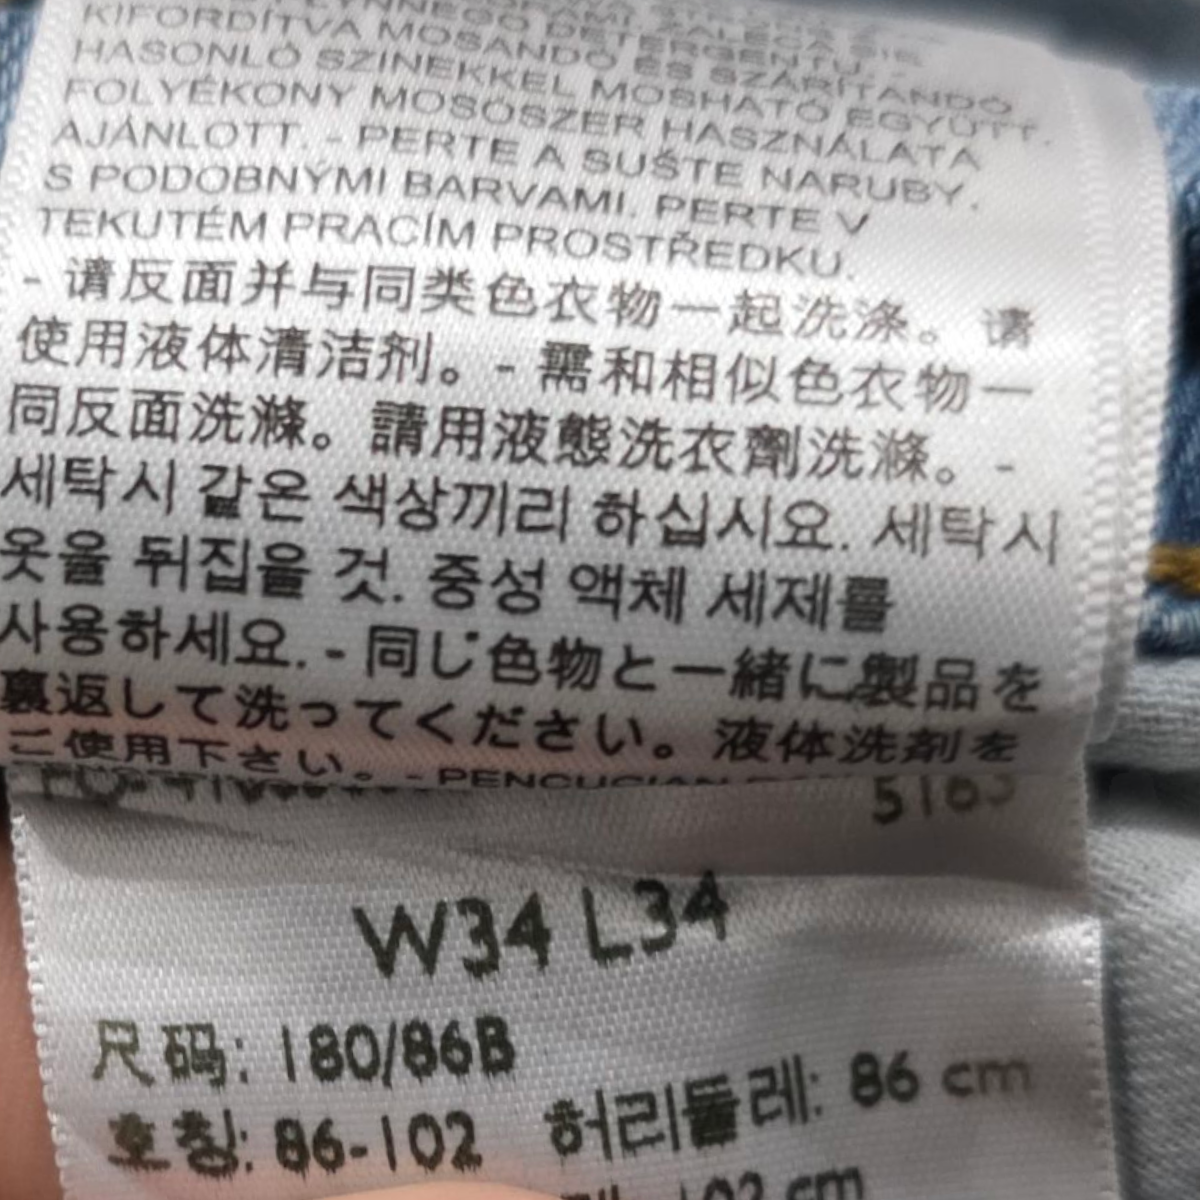 KIFORDÍTVA MOSANDÓ ÉS SZÁRÍTANDÓ
HASONLÓ SZINEKKEL MOSHATÓ EGYÜTT.
FOLYÉKONY MOSÓSZER HASZNÁLATA
AJÁNLOTT. - PERTE A SUŠTE NARUBY.
S PODOBNÝMI BARVAMI. PERTE V
TEKUTÉM PRACÍM PROSTŘEDKU.
- 请反面并与同类色衣物一起洗涤。请
使用液体清洁剂。- 需和相似色衣物一
同反面洗滌。請用液態洗衣劑洗滌。-
세탁시 같은 색상끼리 하십시요. 세탁시
옷을 뒤집을 것. 중성 액체 세제를
사용하세요. - 同じ色物と一緒に製品を
裏返して洗ってください。液体洗剤を
ご使用下さい。- PENCUCIAN
W34 L34
尺码: 180/86B
호칭: 86-102 허리둘레: 86 cm
102 cm